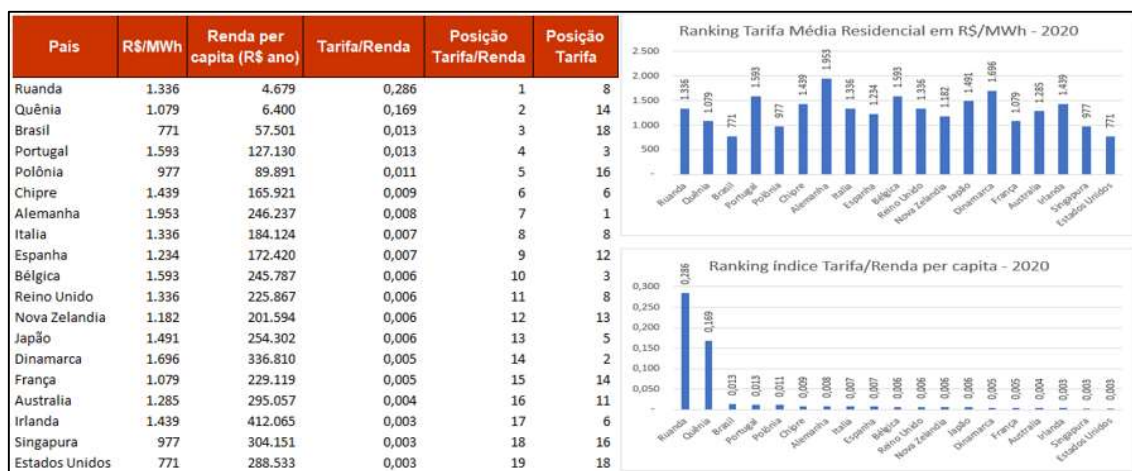 País R$/MWh Renda per capita (R$ ano) Tarifa/Renda Posição Tarifa/Renda Posição Tarifa
Ruanda 1.336 4.679 0,286 1 8
Quênia 1.079 6.400 0,169 2 14
Brasil 771 57.501 0,013 3 18
Portugal 1.593 127.130 0,013 4 3
Polônia 977 89.891 0,011 5 16
Chipre 1.439 165.921 0,009 6 6
Alemanha 1.953 246.237 0,008 7 1
Italia 1.336 184.124 0,007 8 8
Espanha 1.234 172.420 0,007 9 12
Bélgica 1.593 245.787 0,006 10 3
Reino Unido 1.336 225.867 0,006 11 8
Nova Zelandia 1.182 201.594 0,006 12 13
Japão 1.491 254.302 0,006 13 5
Dinamarca 1.696 336.810 0,005 14 2
França 1.079 229.119 0,005 15 14
Australia 1.285 295.057 0,004 16 11
Irlanda 1.439 412.065 0,003 17 6
Singapura 977 304.151 0,003 18 16
Estados Unidos 771 288.533 0,003 19 18
Ranking Tarifa Média Residencial em R$/MWh - 2020
2.500
2.000
1.500
1.000
500
-
1.336 1.079 771 1.593 977 1.439 1.953 1.336 1.234 1.593 1.336 1.182 1.491 1.696 1.079 1.285 1.439 977 771
Ruanda Quênia Brasil Portugal Polônia Chipre Alemanha Italia Espanha Bélgica Reino Unido Nova Zelandia Japão Dinamarca França Australia Irlanda Singapura Estados Unidos
Ranking índice Tarifa/Renda per capita - 2020
0,300
0,250
0,200
0,150
0,100
0,050
-
0,286 0,169 0,013 0,013 0,011 0,009 0,008 0,007 0,007 0,006 0,006 0,006 0,006 0,005 0,005 0,004 0,003 0,003 0,003
Ruanda Quênia Brasil Portugal Polônia Chipre Alemanha Italia Espanha Bélgica Reino Unido Nova Zelandia Japão Dinamarca França Australia Irlanda Singapura Estados Unidos